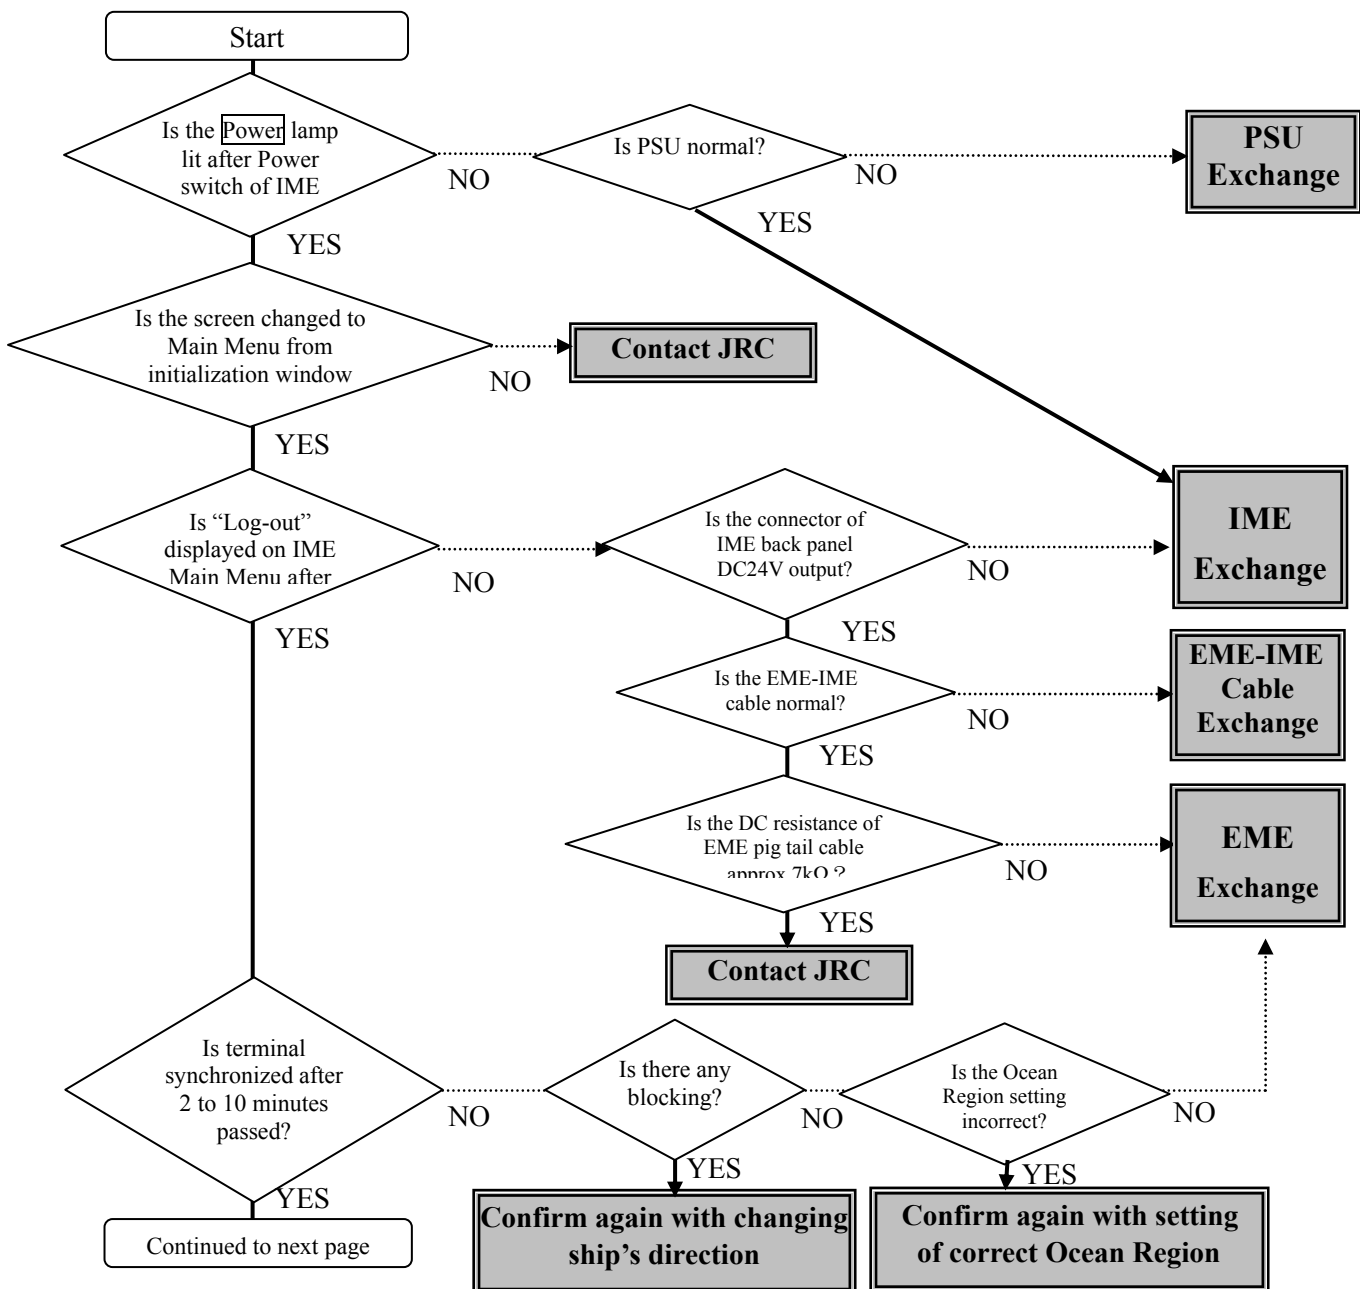 Start
Is the Power lamp
lit after Power
switch of IME
NO
Is PSU normal?
NO
PSU
Exchange
YES
YES
Is the screen changed to
Main Menu from
initialization window
NO
Contact JRC
YES
Is “Log-out”
displayed on IME
Main Menu after
NO
Is the connector of
IME back panel
DC24V output?
NO
IME
Exchange
YES
YES
Is the EME-IME
cable normal?
NO
EME-IME
Cable
Exchange
YES
Is the DC resistance of
EME pig tail cable
approx 7kΩ ?
NO
EME
Exchange
YES
Contact JRC
Is terminal
synchronized after
2 to 10 minutes
passed?
NO
Is there any
blocking?
NO
Is the Ocean
Region setting
incorrect?
NO
YES
YES
YES
Continued to next page
Confirm again with changing
ship’s direction
Confirm again with setting
of correct Ocean Region